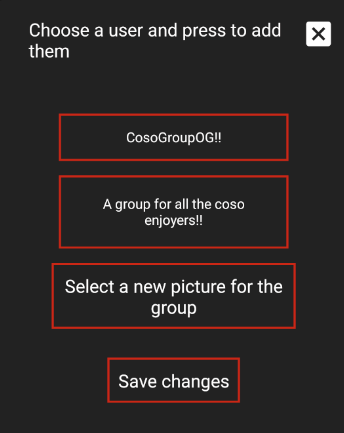 Choose a user and press to add
them
CosoGroupOG!!
A group for all the coso
enjoyers!!
Select a new picture for the
group
Save changes